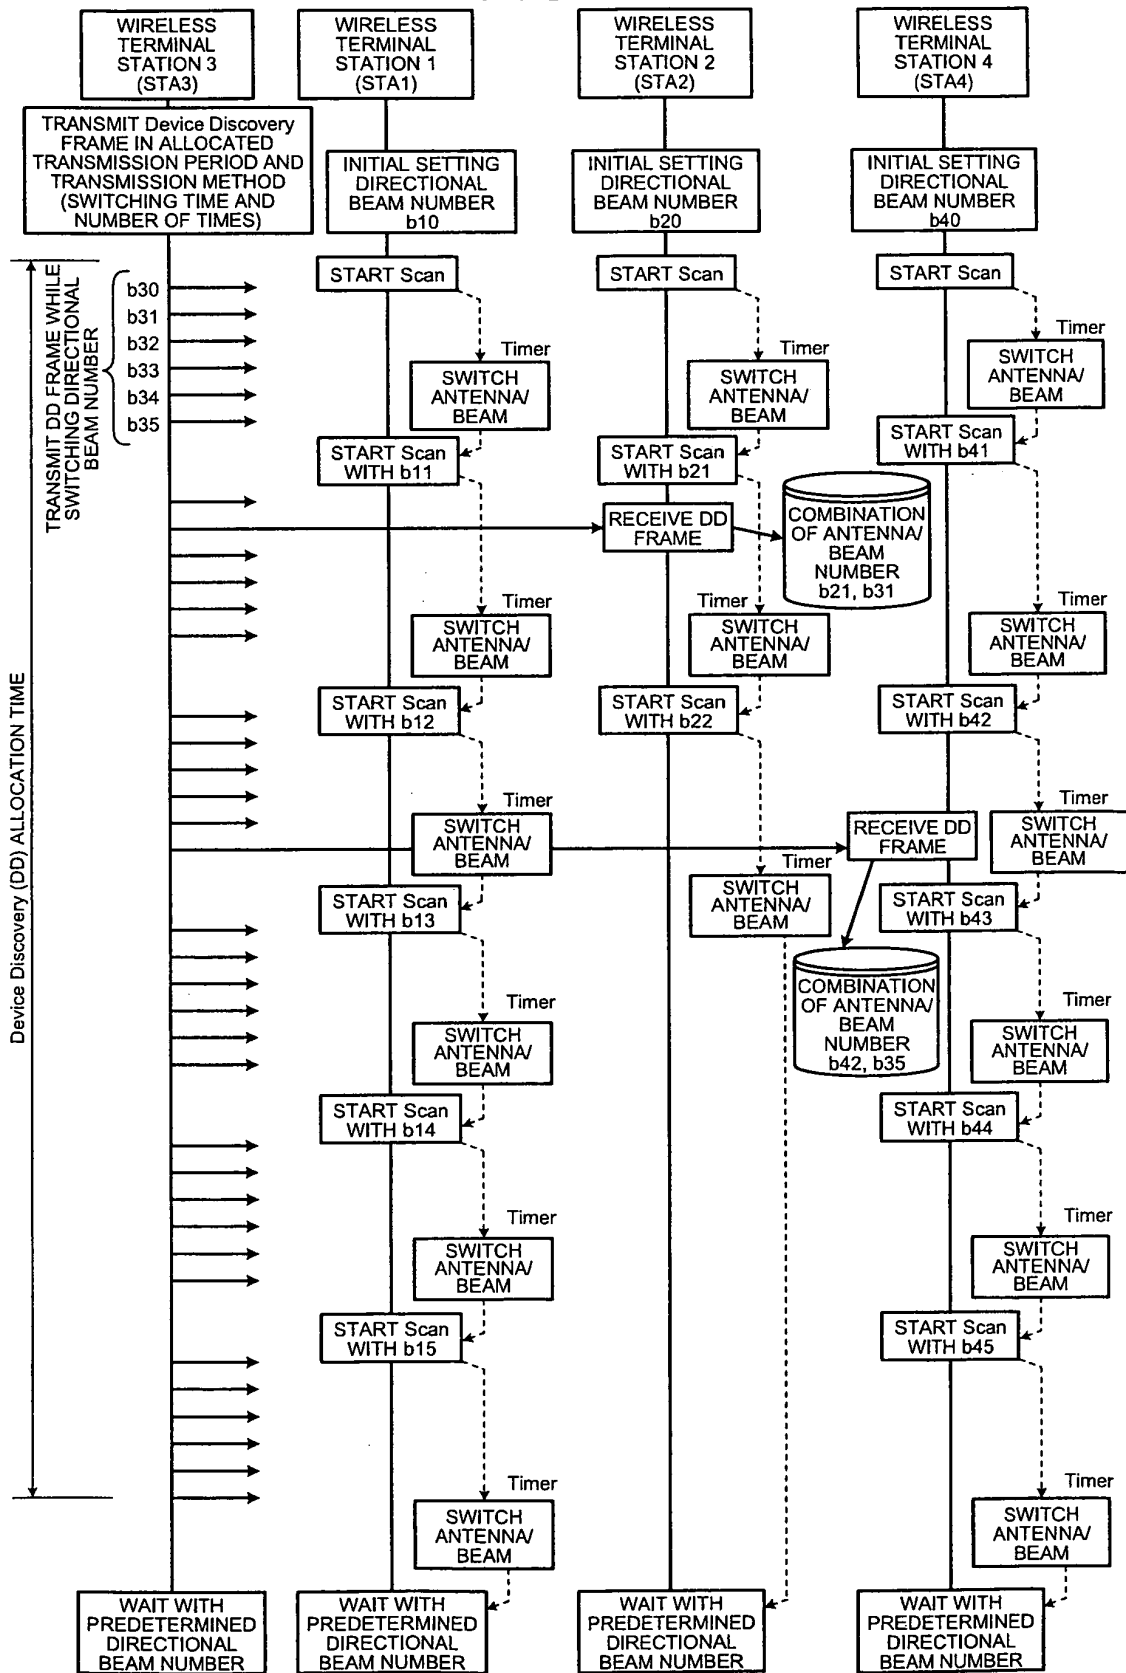 WIRELESS
TERMINAL
STATION 3
(STA3)
WIRELESS
TERMINAL
STATION 1
(STA1)
WIRELESS
TERMINAL
STATION 2
(STA2)
WIRELESS
TERMINAL
STATION 4
(STA4)
TRANSMIT Device Discovery
FRAME IN ALLOCATED
TRANSMISSION PERIOD AND
TRANSMISSION METHOD
(SWITCHING TIME AND
NUMBER OF TIMES)
INITIAL SETTING
DIRECTIONAL
BEAM NUMBER
b10
INITIAL SETTING
DIRECTIONAL
BEAM NUMBER
b20
INITIAL SETTING
DIRECTIONAL
BEAM NUMBER
b40
Device Discovery (DD) ALLOCATION TIME
TRANSMIT DD FRAME WHILE
SWITCHING DIRECTIONAL
BEAM NUMBER
b30
b31
b32
b33
b34
b35
START Scan
START Scan
START Scan
Timer
SWITCH
ANTENNA/
BEAM
Timer
SWITCH
ANTENNA/
BEAM
Timer
SWITCH
ANTENNA/
BEAM
START Scan
WITH b11
START Scan
WITH b21
START Scan
WITH b41
RECEIVE DD
FRAME
COMBINATION
OF ANTENNA/
BEAM
NUMBER
b21, b31
Timer
SWITCH
ANTENNA/
BEAM
Timer
SWITCH
ANTENNA/
BEAM
Timer
SWITCH
ANTENNA/
BEAM
START Scan
WITH b12
START Scan
WITH b22
START Scan
WITH b42
Timer
SWITCH
ANTENNA/
BEAM
RECEIVE DD
FRAME
Timer
SWITCH
ANTENNA/
BEAM
Timer
SWITCH
ANTENNA/
BEAM
START Scan
WITH b13
START Scan
WITH b43
COMBINATION
OF ANTENNA/
BEAM
NUMBER
b42, b35
Timer
SWITCH
ANTENNA/
BEAM
Timer
SWITCH
ANTENNA/
BEAM
START Scan
WITH b14
START Scan
WITH b44
Timer
SWITCH
ANTENNA/
BEAM
Timer
SWITCH
ANTENNA/
BEAM
START Scan
WITH b15
START Scan
WITH b45
Timer
SWITCH
ANTENNA/
BEAM
Timer
SWITCH
ANTENNA/
BEAM
WAIT WITH
PREDETERMINED
DIRECTIONAL
BEAM NUMBER
WAIT WITH
PREDETERMINED
DIRECTIONAL
BEAM NUMBER
WAIT WITH
PREDETERMINED
DIRECTIONAL
BEAM NUMBER
WAIT WITH
PREDETERMINED
DIRECTIONAL
BEAM NUMBER